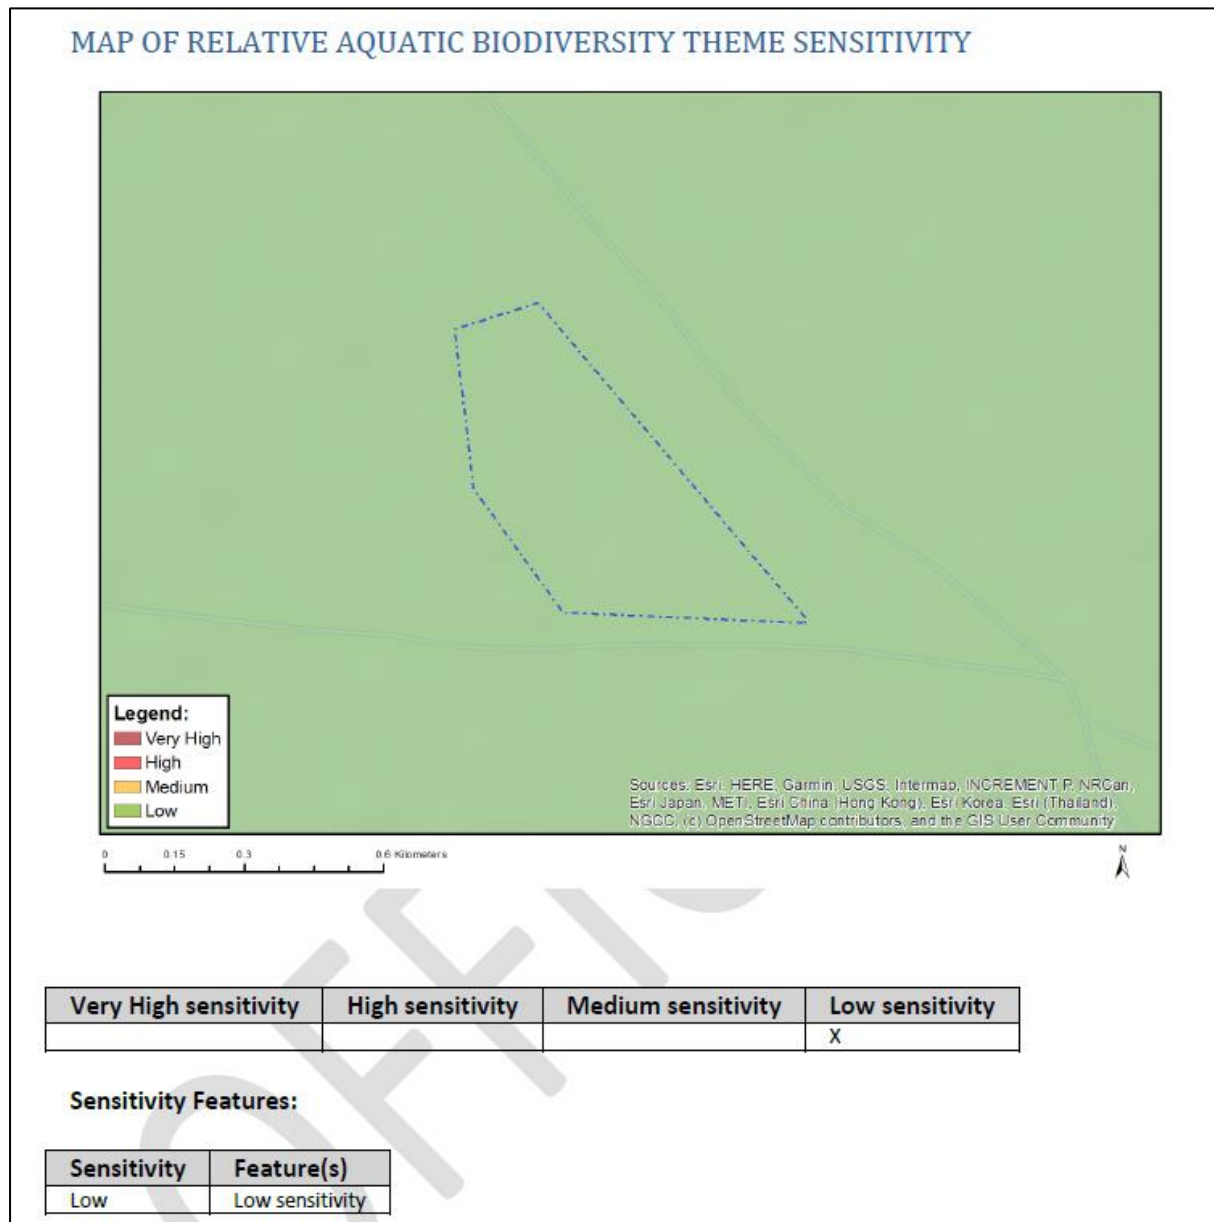 MAP OF RELATIVE AQUATIC BIODIVERSITY THEME SENSITIVITY
Legend:
Very High
High
Medium
Low
Sources: Esri, HERE, Garmin, USGS, Intermap, INCREMENT P, NRCan,
Esri Japan, METI, Esri China (Hong Kong), Esri Korea, Esri (Thailand),
NGCC, (c) OpenStreetMap contributors, and the GIS User Community
0 0.15 0.3 0.6 Kilometers
N
Very High sensitivity High sensitivity Medium sensitivity Low sensitivity
X
Sensitivity Features:
Sensitivity Feature(s)
Low Low sensitivity